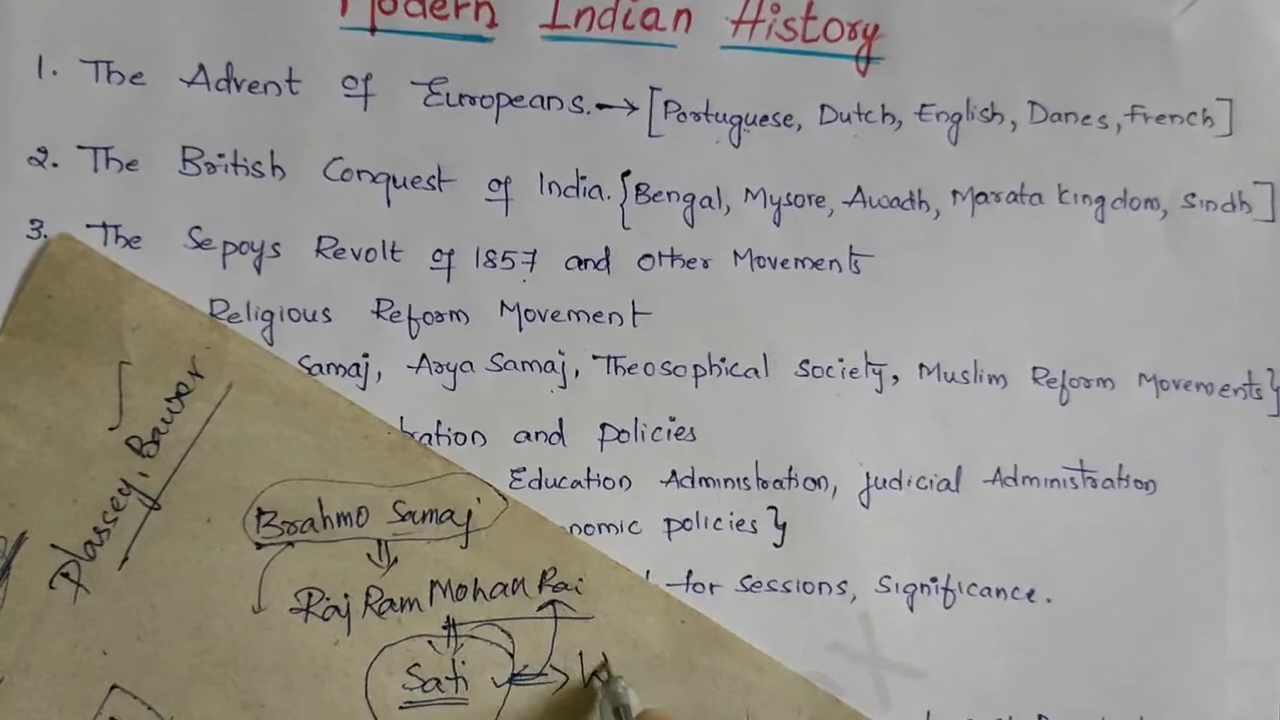 Modern Indian History
1. The Advent of Europeans. → [Portuguese, Dutch, English, Danes, French]
2. The British Conquest of India. {Bengal, Mysore, Awadh, Marata Kingdom, Sindh]
3. The Sepoys Revolt of 1857 and other Movements
Religious Reform Movement
Samaj, Arya Samaj, Theosophical Society, Muslim Reform Movements}
tration and policies
Education Administration, judicial Administration
nomic policies}
for sessions, significance.
Plassey, Bauxer
Brahmo Samaj
Raj Ram Mohan Rai
Sati